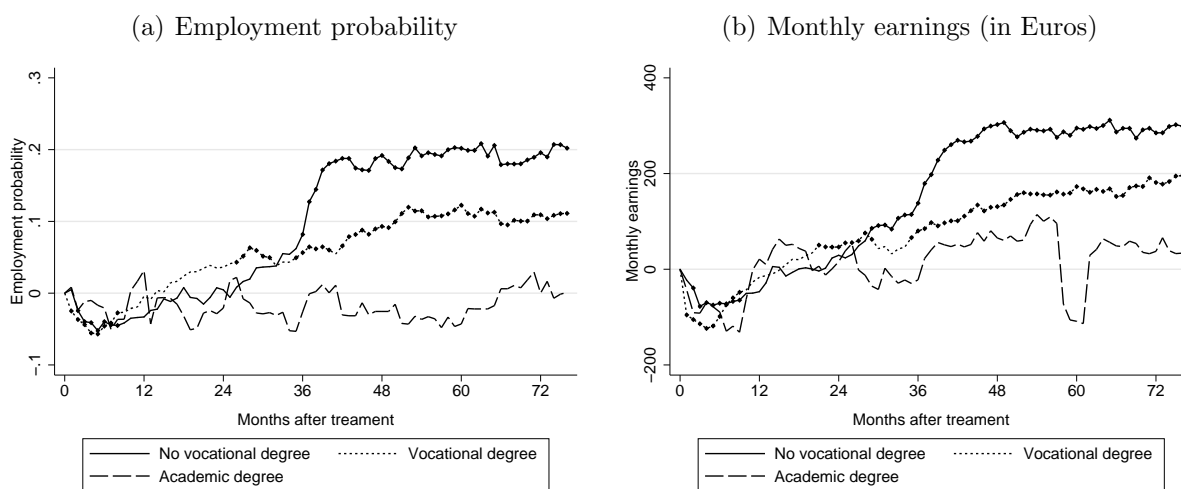 (a) Employment probability
(b) Monthly earnings (in Euros)
Employment probability
.3
.2
.1
0
-.1
0 12 24 36 48 60 72
Months after treament
No vocational degree
Vocational degree
Academic degree
Monthly earnings
400
200
0
-200
0 12 24 36 48 60 72
Months after treament
No vocational degree
Vocational degree
Academic degree